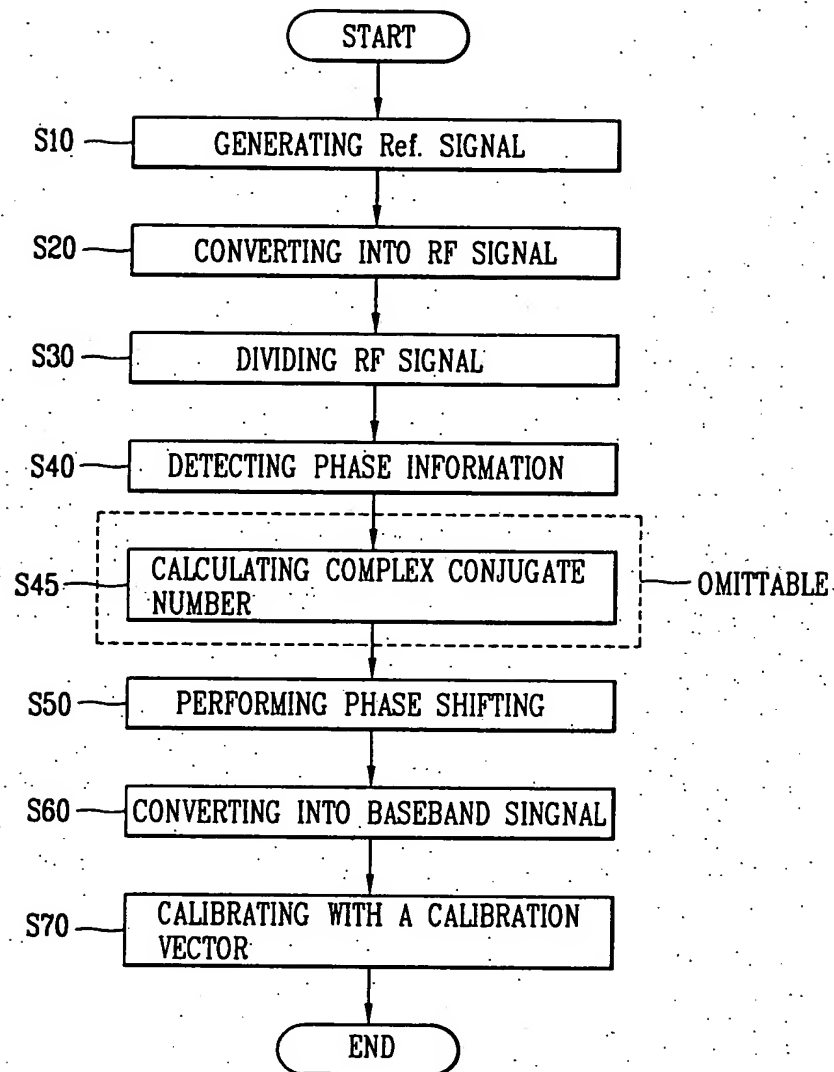 START
S10
GENERATING Ref. SIGNAL
S20
CONVERTING INTO RF SIGNAL
S30
DIVIDING RF SIGNAL
S40
DETECTING PHASE INFORMATION
S45
CALCULATING COMPLEX CONJUGATE
NUMBER
OMITTABLE
S50
PERFORMING PHASE SHIFTING
S60
CONVERTING INTO BASEBAND SINGNAL
S70
CALIBRATING WITH A CALIBRATION
VECTOR
END